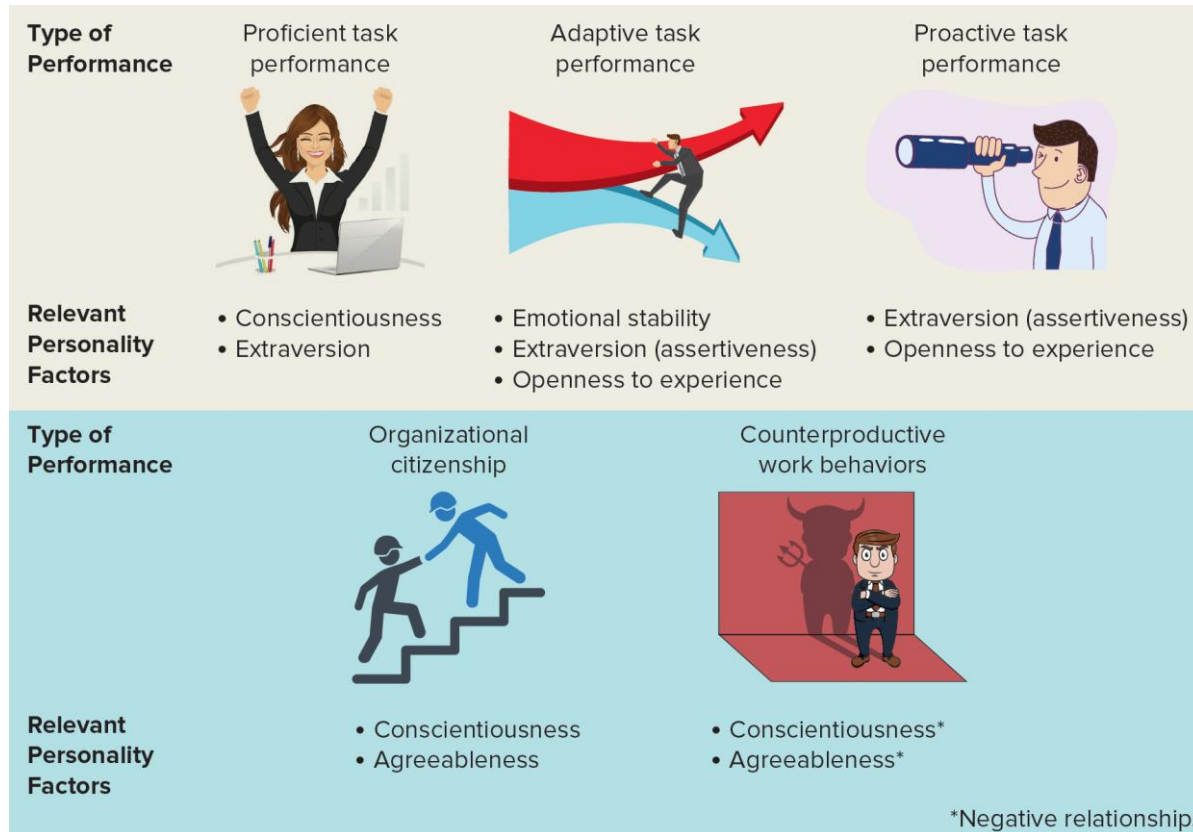 Type of
Performance
Proficient task
performance
Adaptive task
performance
Proactive task
performance
Relevant
Personality
Factors
• Conscientiousness
• Extraversion
• Emotional stability
• Extraversion (assertiveness)
• Openness to experience
• Extraversion (assertiveness)
• Openness to experience
Type of
Performance
Organizational
citizenship
Counterproductive
work behaviors
Relevant
Personality
Factors
• Conscientiousness
• Agreeableness
• Conscientiousness*
• Agreeableness*
*Negative relationship